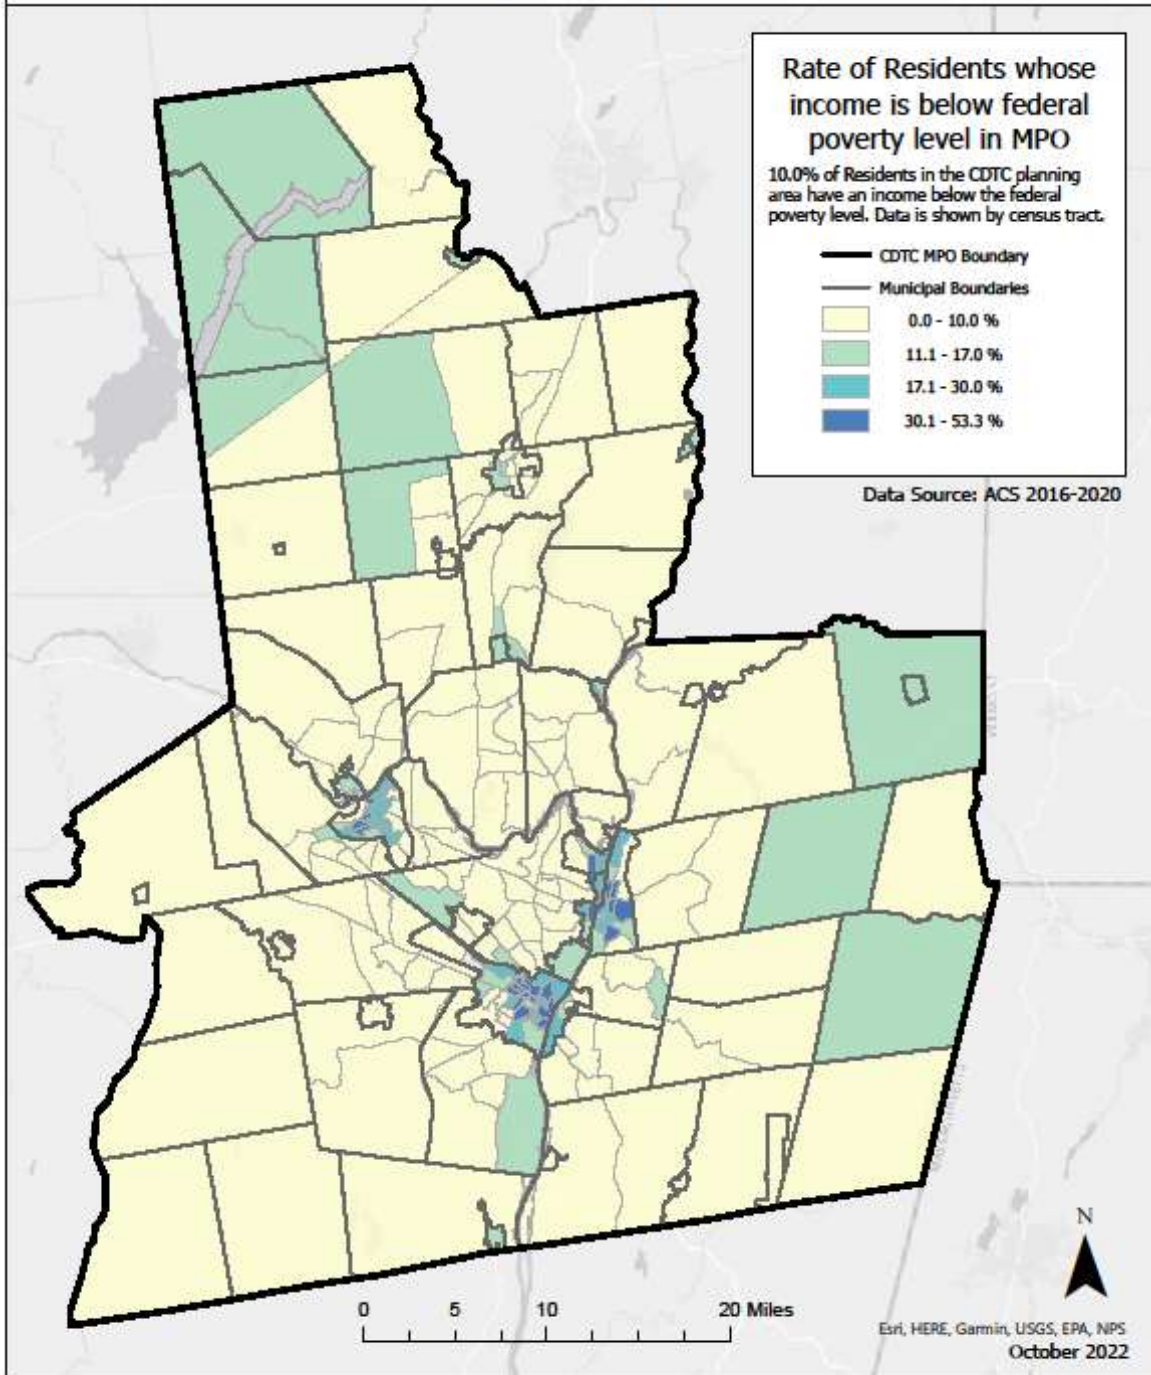 Rate of Residents whose
income is below federal
poverty level in MPO
10.0% of Residents in the CDTC planning
area have an income below the federal
poverty level. Data is shown by census tract.
CDTC MPO Boundary
Municipal Boundaries
0.0 - 10.0 %
11.1 - 17.0 %
17.1 - 30.0 %
30.1 - 53.3 %
Data Source: ACS 2016-2020
N
0 5 10 20 Miles
Esri, HERE, Garmin, USGS, EPA, NPS
October 2022